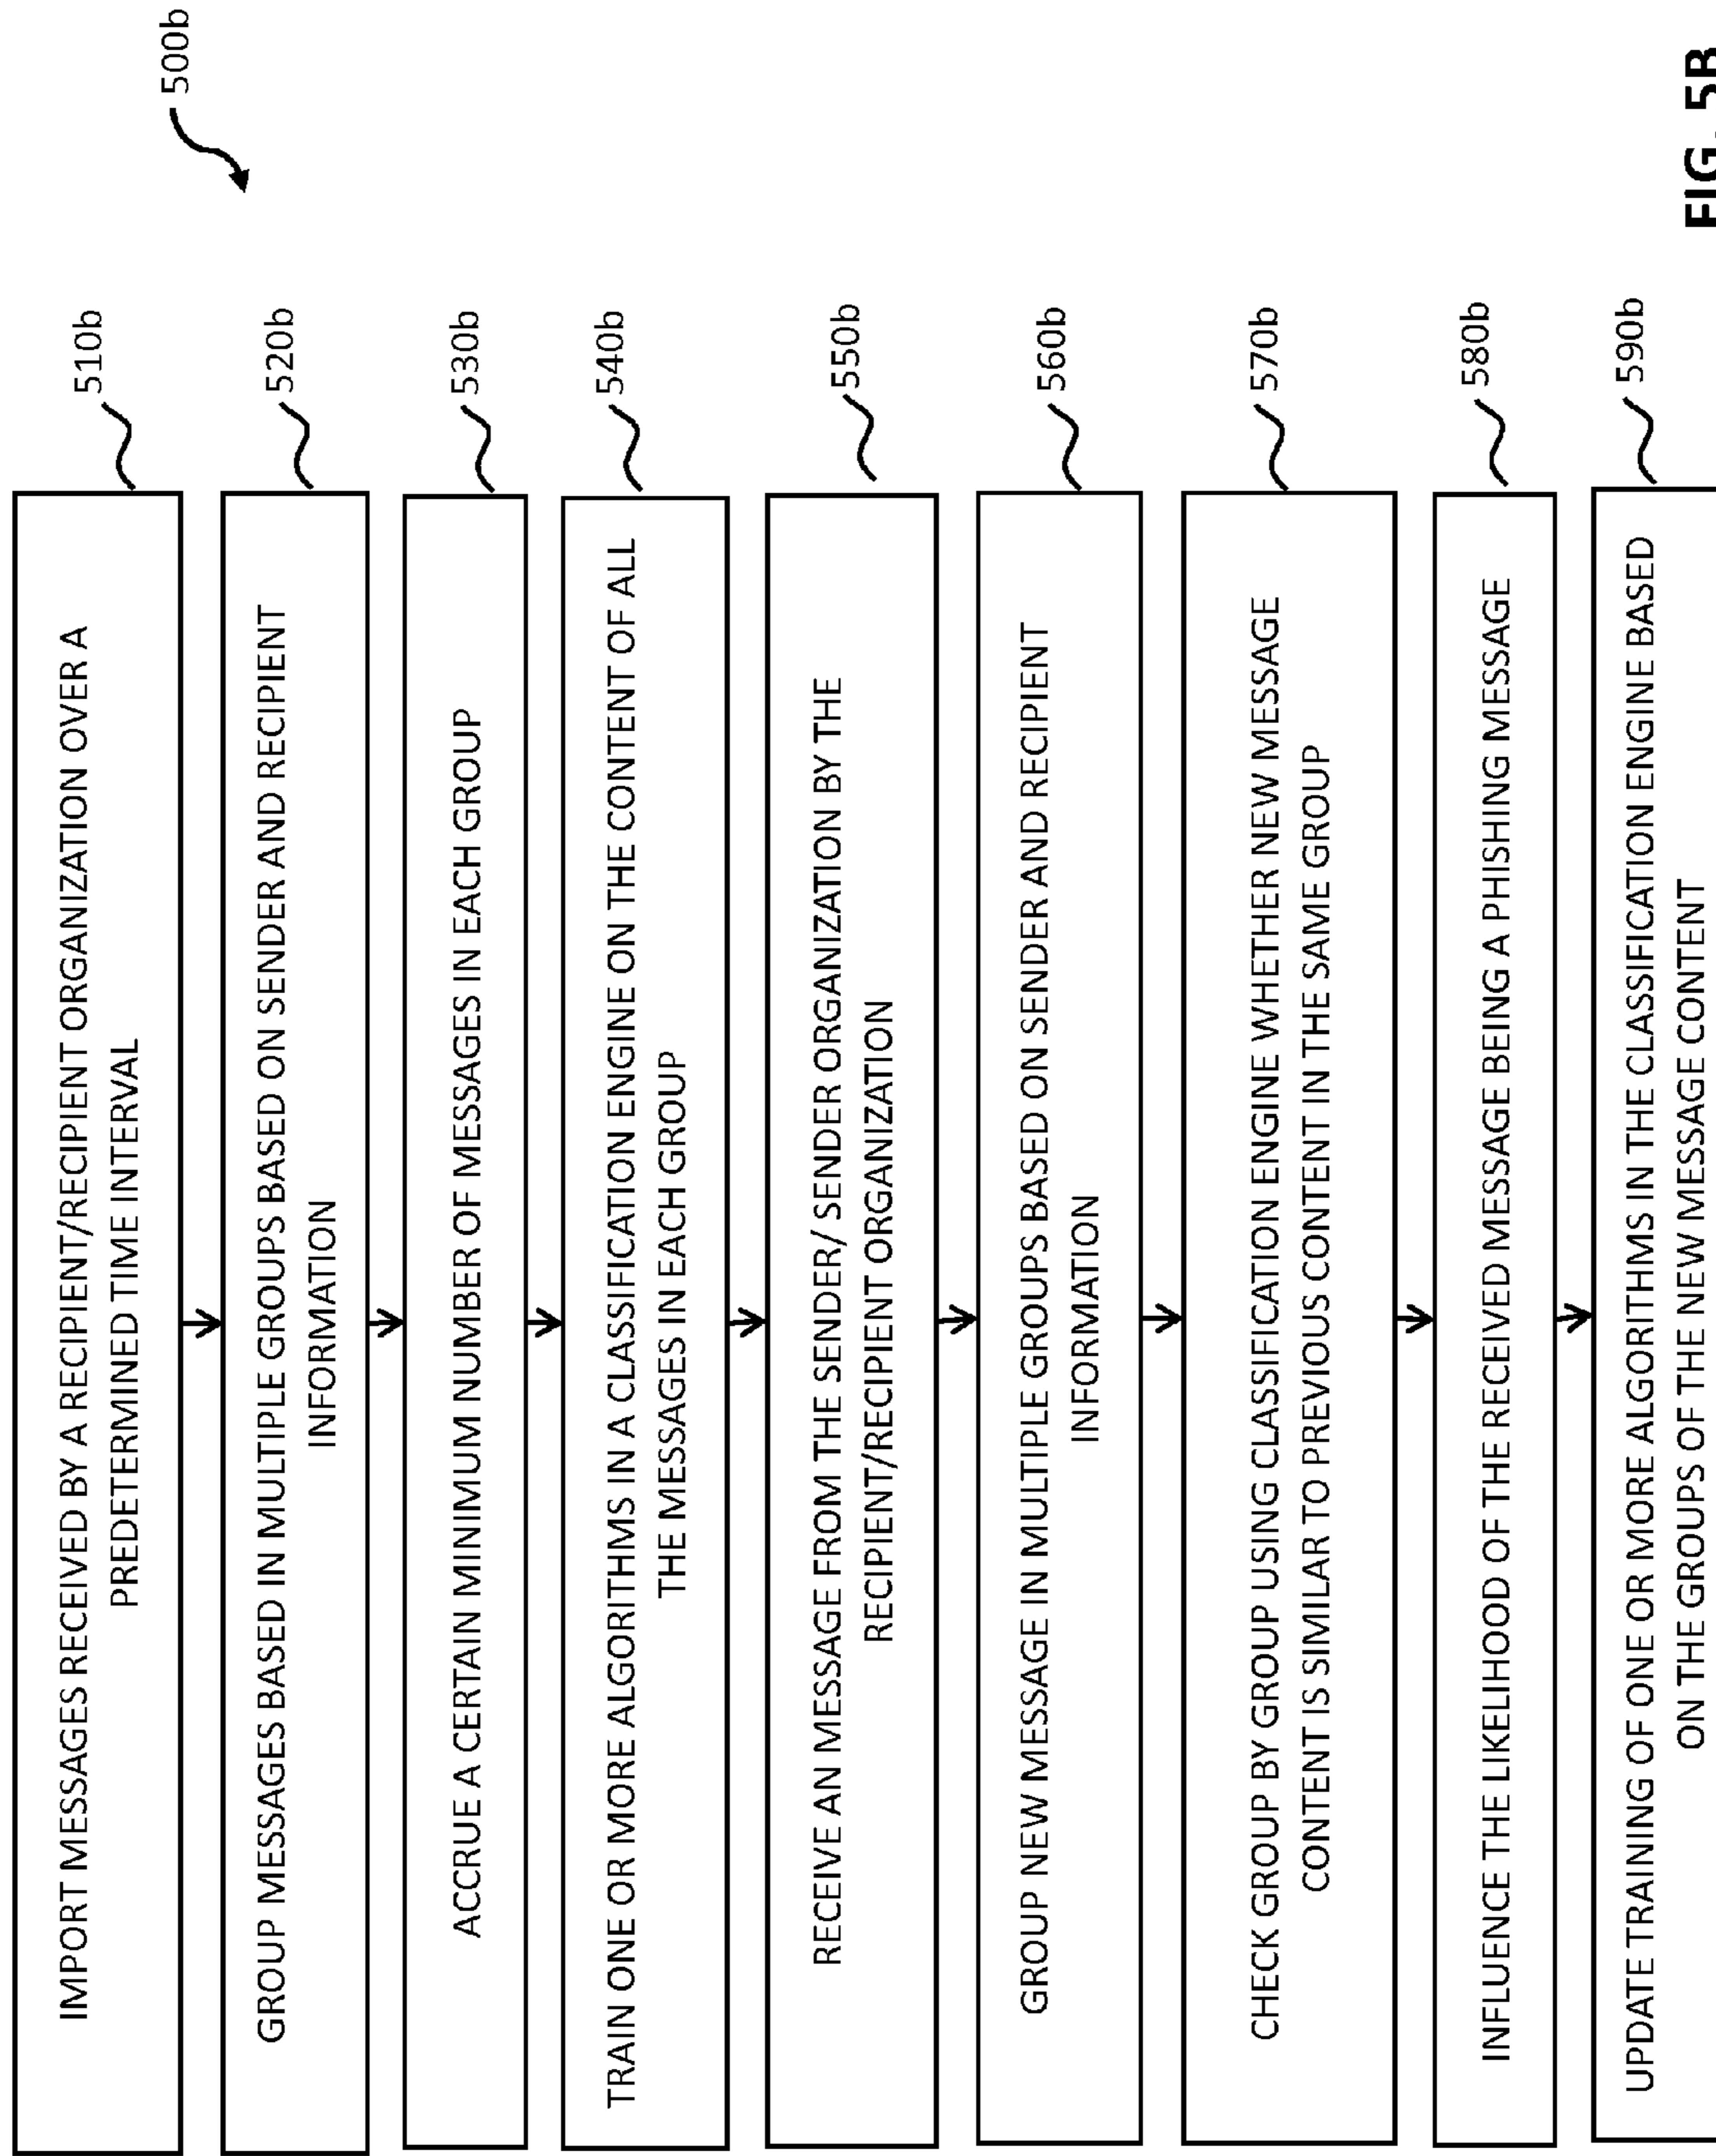 500b
510b
IMPORT MESSAGES RECEIVED BY A RECIPIENT/RECIPIENT ORGANIZATION OVER A
PREDETERMINED TIME INTERVAL
520b
GROUP MESSAGES BASED IN MULTIPLE GROUPS BASED ON SENDER AND RECIPIENT
INFORMATION
530b
ACCRUE A CERTAIN MINIMUM NUMBER OF MESSAGES IN EACH GROUP
540b
TRAIN ONE OR MORE ALGORITHMS IN A CLASSIFICATION ENGINE ON THE CONTENT OF ALL
THE MESSAGES IN EACH GROUP
550b
RECEIVE AN MESSAGE FROM THE SENDER/ SENDER ORGANIZATION BY THE
RECIPIENT/RECIPIENT ORGANIZATION
560b
GROUP NEW MESSAGE IN MULTIPLE GROUPS BASED ON SENDER AND RECIPIENT
INFORMATION
570b
CHECK GROUP BY GROUP USING CLASSIFICATION ENGINE WHETHER NEW MESSAGE
CONTENT IS SIMILAR TO PREVIOUS CONTENT IN THE SAME GROUP
580b
INFLUENCE THE LIKELIHOOD OF THE RECEIVED MESSAGE BEING A PHISHING MESSAGE
590b
UPDATE TRAINING OF ONE OR MORE ALGORITHMS IN THE CLASSIFICATION ENGINE BASED
ON THE GROUPS OF THE NEW MESSAGE CONTENT
FIG. 5B